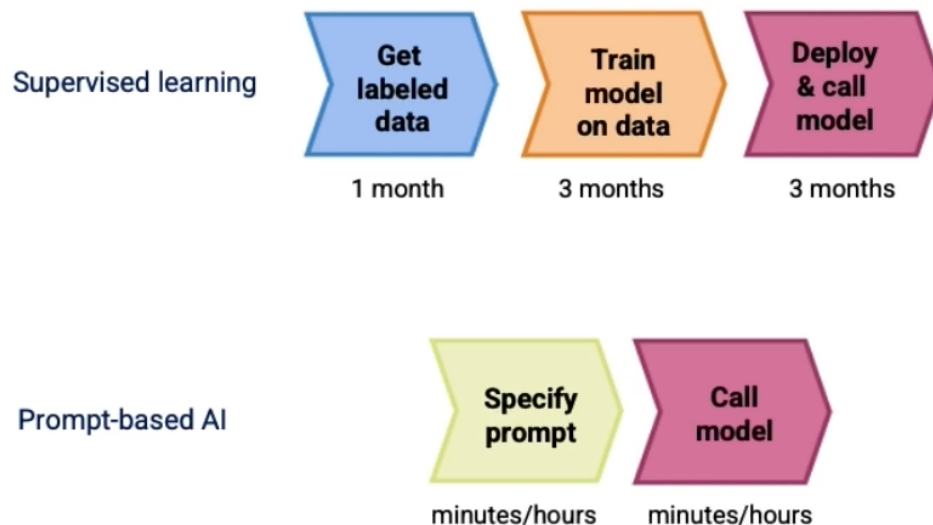 Supervised learning
Get
labeled
data
Train
model
on data
Deploy
& call
model
1 month
3 months
3 months
Prompt-based AI
Specify
prompt
Call
model
minutes/hours
minutes/hours